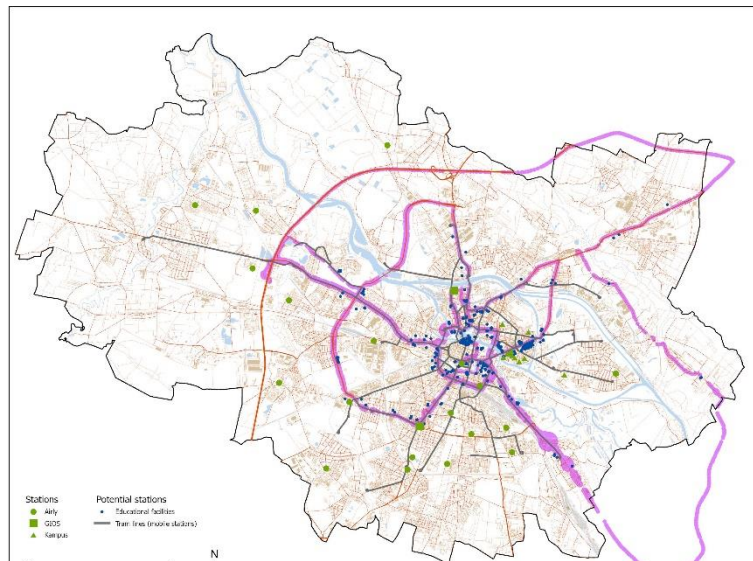 Stations
Airly
GIOS
Kampus
Potential stations
Educational facilities
Tram lines (mobile stations)
N